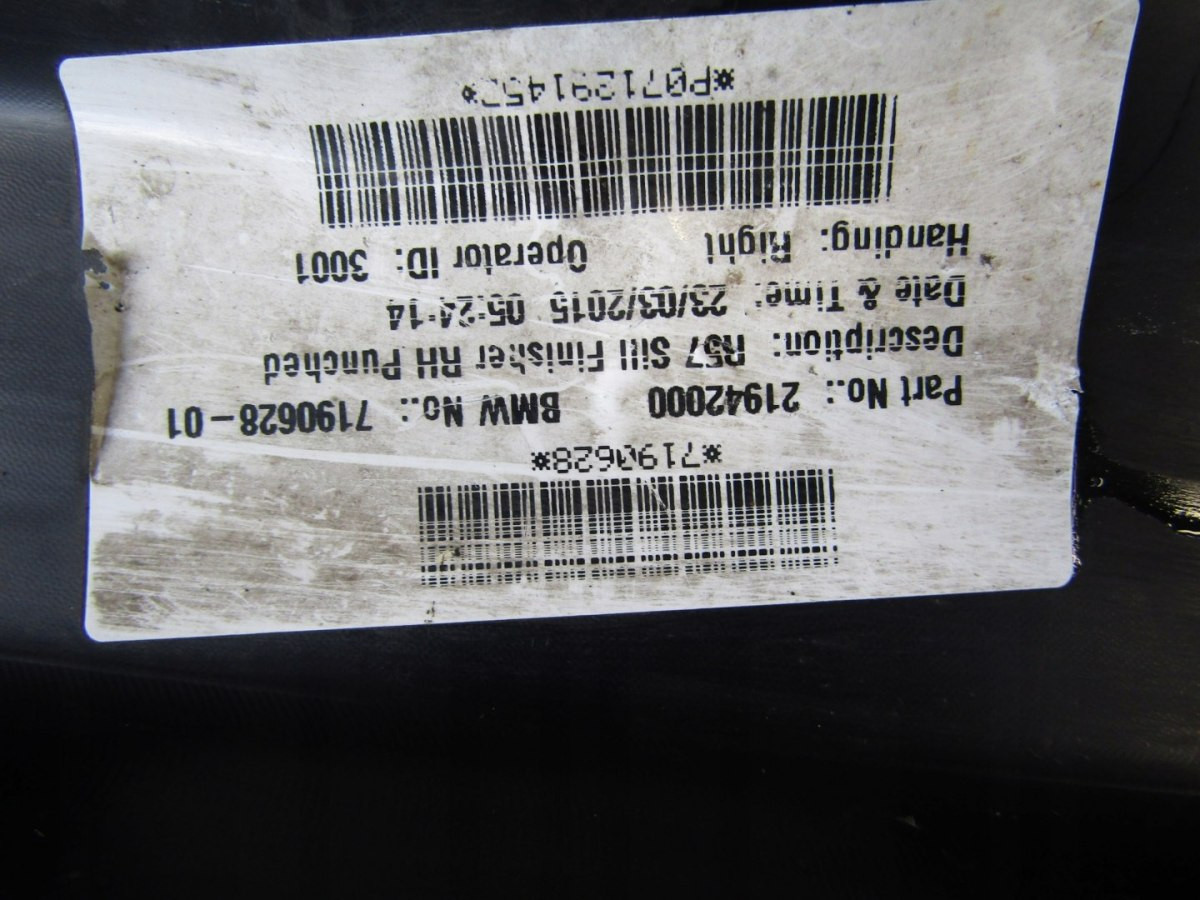 *7190628*
Part No.: 21942000 BMW No.: 7190628-01
Description: R57 Sill Finisher RH Punched
Date & Time: 23/03/2015 05:24:14
Handing: Right Operator ID: 3001